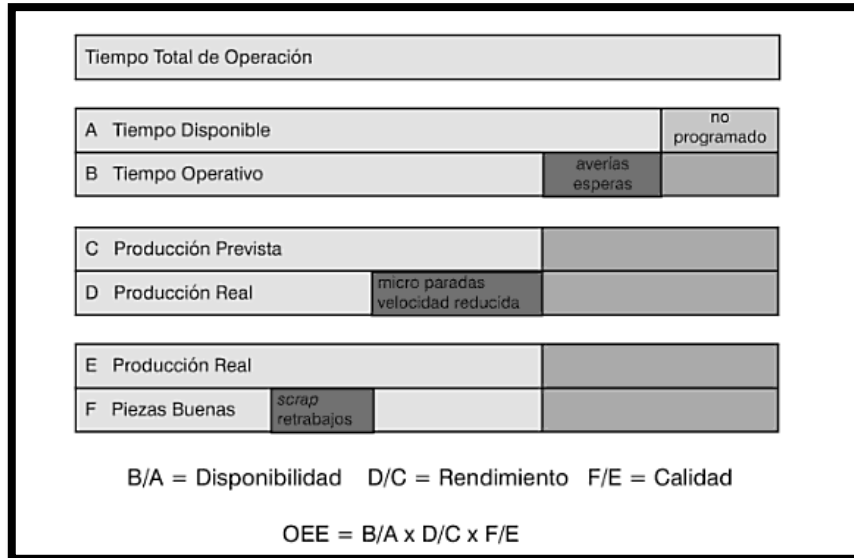 Tiempo Total de Operación
A Tiempo Disponible
no
programado
B Tiempo Operativo
averías
esperas
C Producción Prevista
D Producción Real
micro paradas
velocidad reducida
E Producción Real
F Piezas Buenas
scrap
retrabajos
B/A = Disponibilidad D/C = Rendimiento F/E = Calidad
OEE = B/A x D/C x F/E